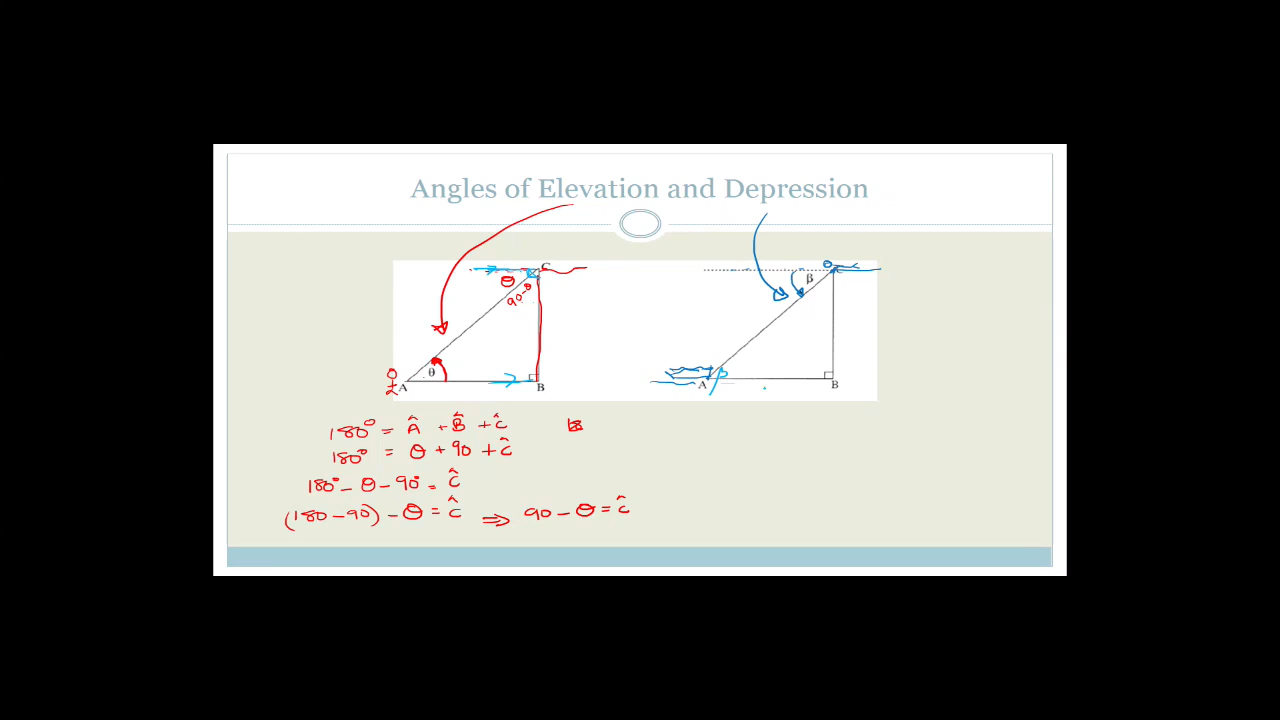 Angles of Elevation and Depression
C
θ
90-θ
θ
A
B
β
β
A
B
180° = Â + B̂ + Ĉ
180° = θ + 90 + Ĉ
180° - θ - 90° = Ĉ
(180 - 90) - θ = Ĉ ⇒ 90 - θ = Ĉ